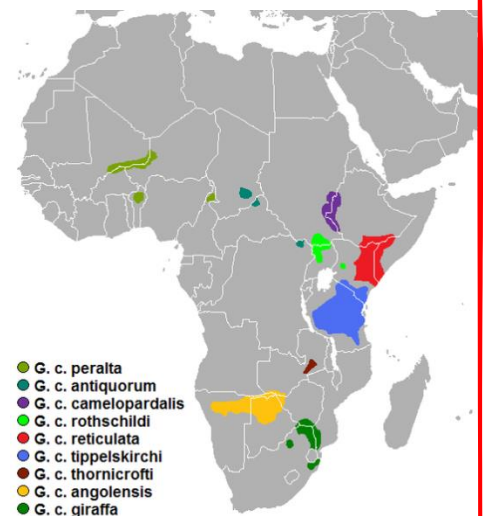 G. c. peralta
G. c. antiquorum
G. c. camelopardalis
G. c. rothschildi
G. c. reticulata
G. c. tippelskirchi
G. c. thornicrofti
G. c. angolensis
G. c. giraffa